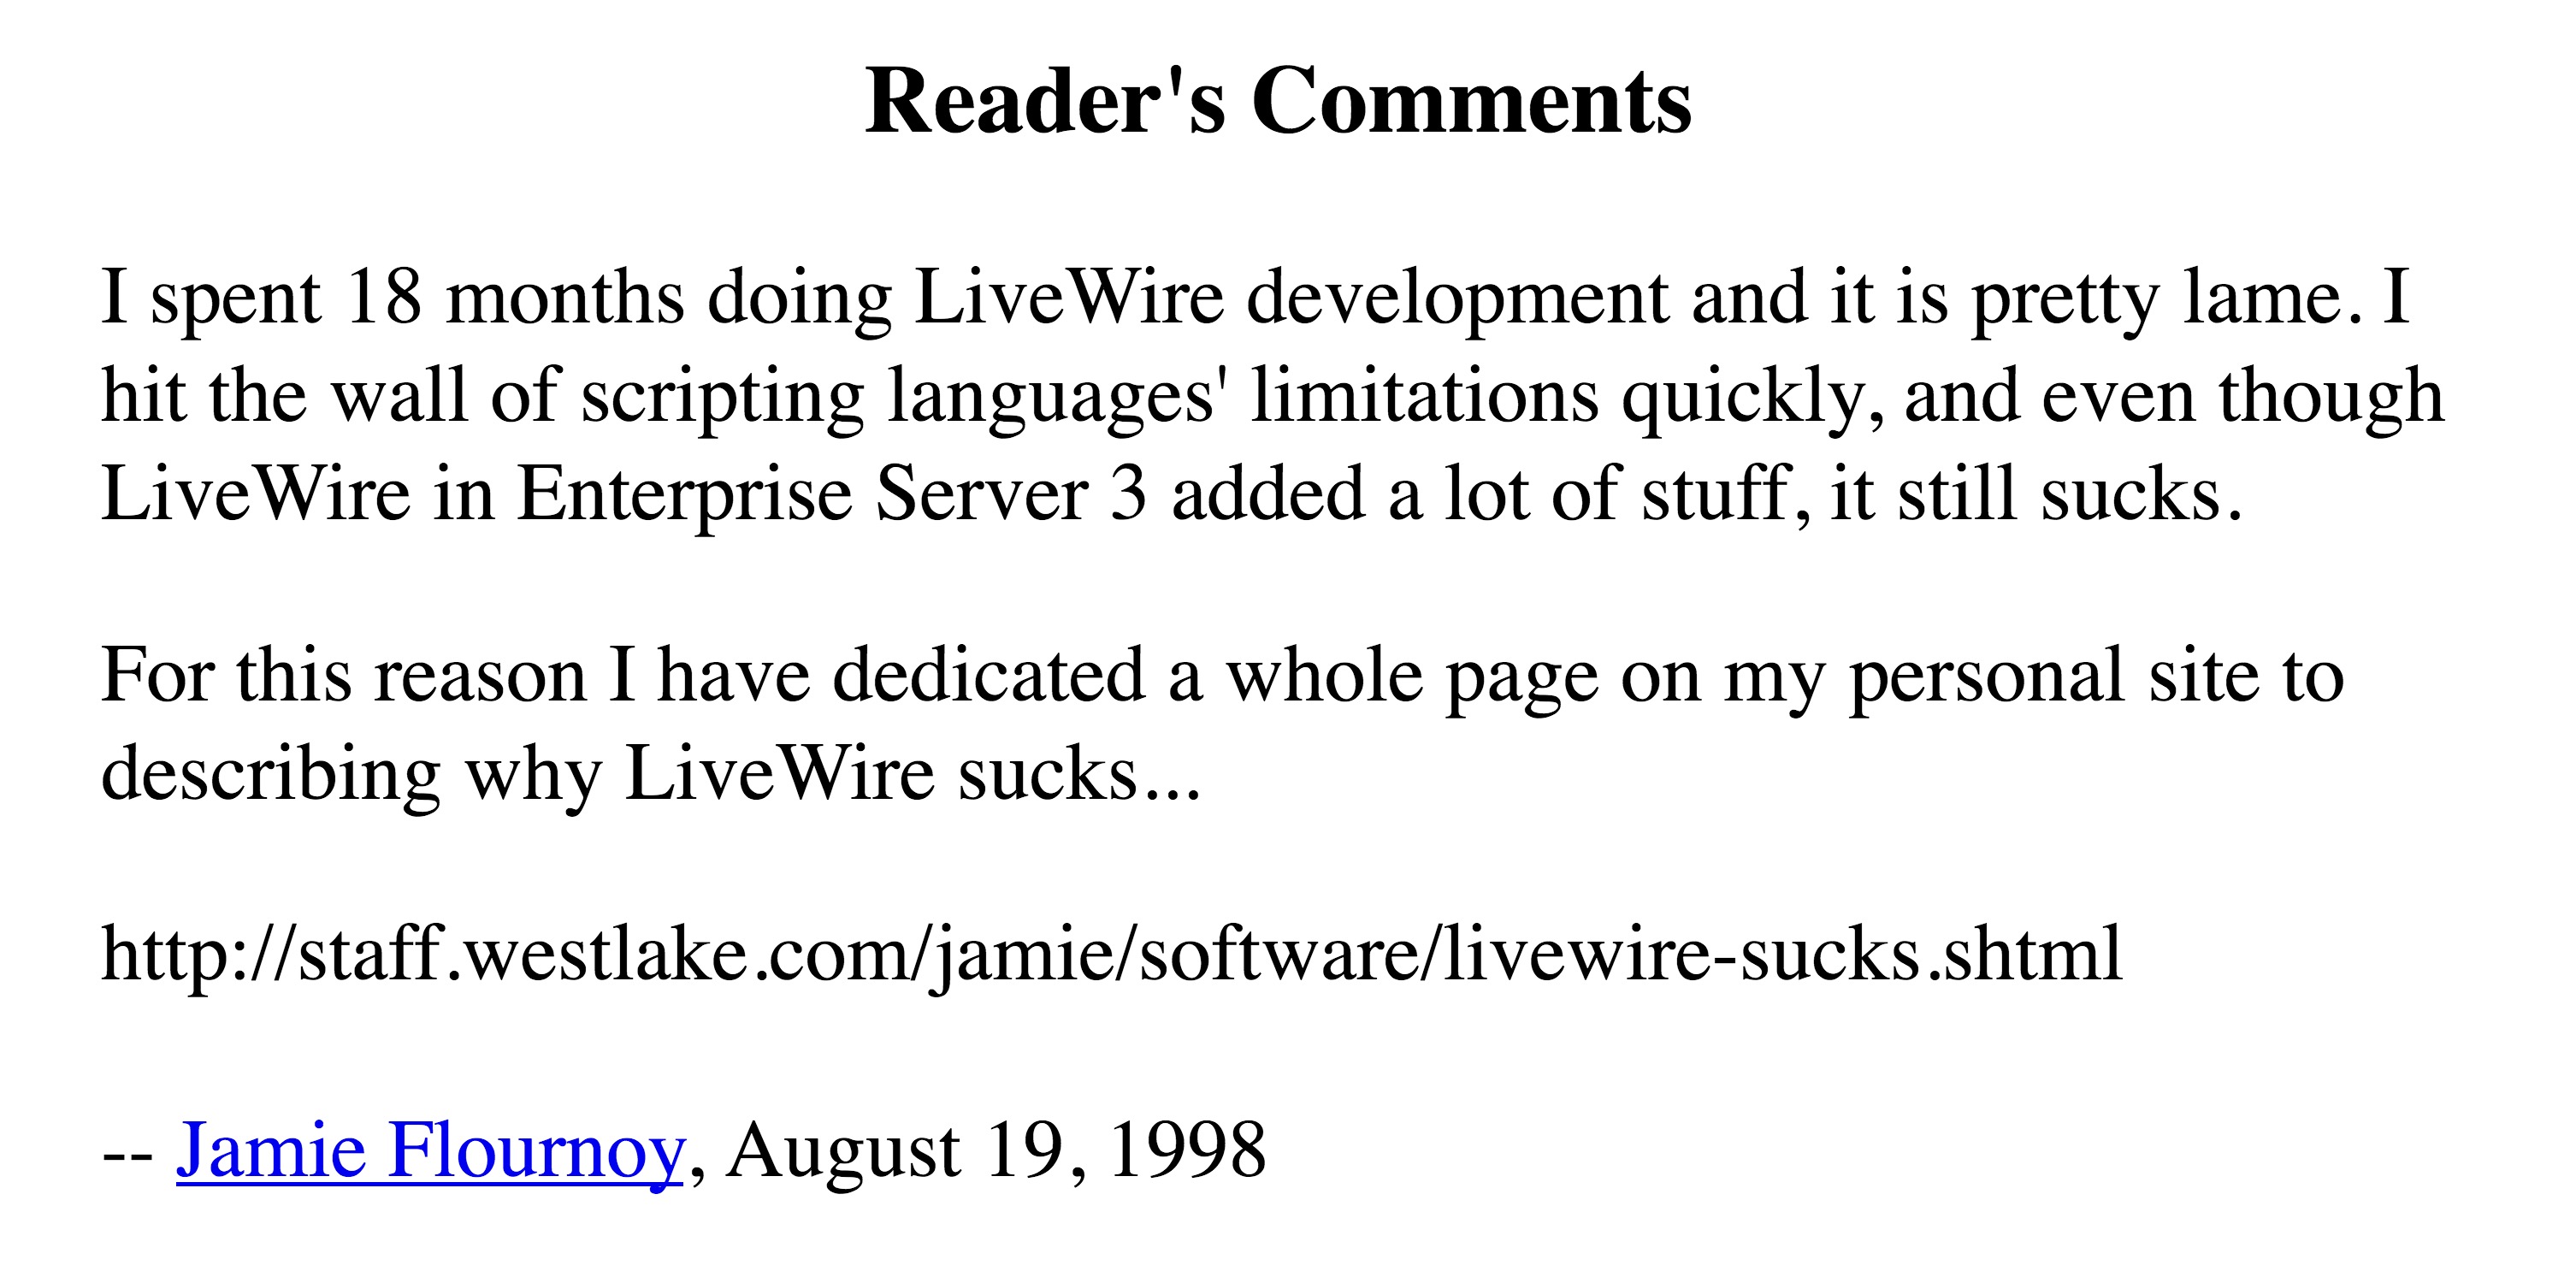 Reader's Comments
I spent 18 months doing LiveWire development and it is pretty lame. I
hit the wall of scripting languages' limitations quickly, and even though
LiveWire in Enterprise Server 3 added a lot of stuff, it still sucks.
For this reason I have dedicated a whole page on my personal site to
describing why LiveWire sucks...
http://staff.westlake.com/jamie/software/livewire-sucks.shtml
-- Jamie Flournoy, August 19, 1998